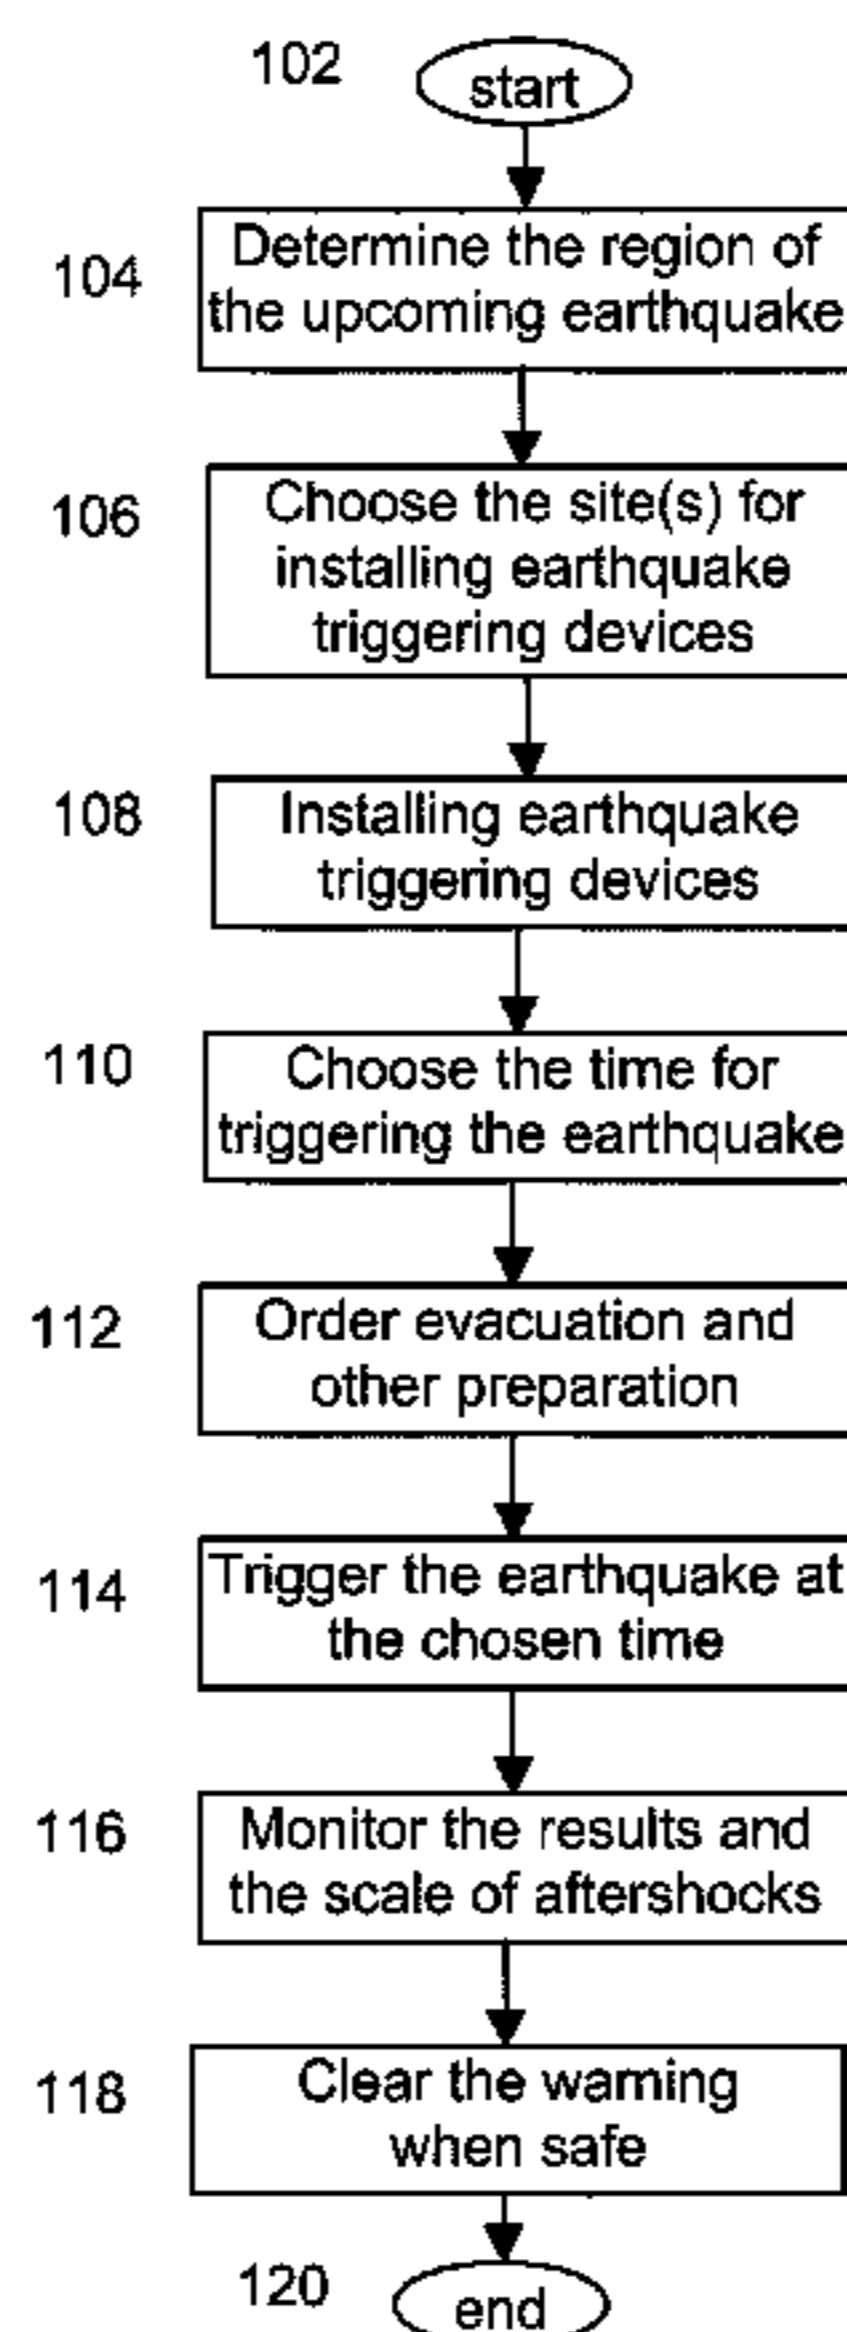 102
start
104
Determine the region of
the upcoming earthquake
106
Choose the site(s) for
installing earthquake
triggering devices
108
Installing earthquake
triggering devices
110
Choose the time for
triggering the earthquake
112
Order evacuation and
other preparation
114
Trigger the earthquake at
the chosen time
116
Monitor the results and
the scale of aftershocks
118
Clear the warning
when safe
120
end